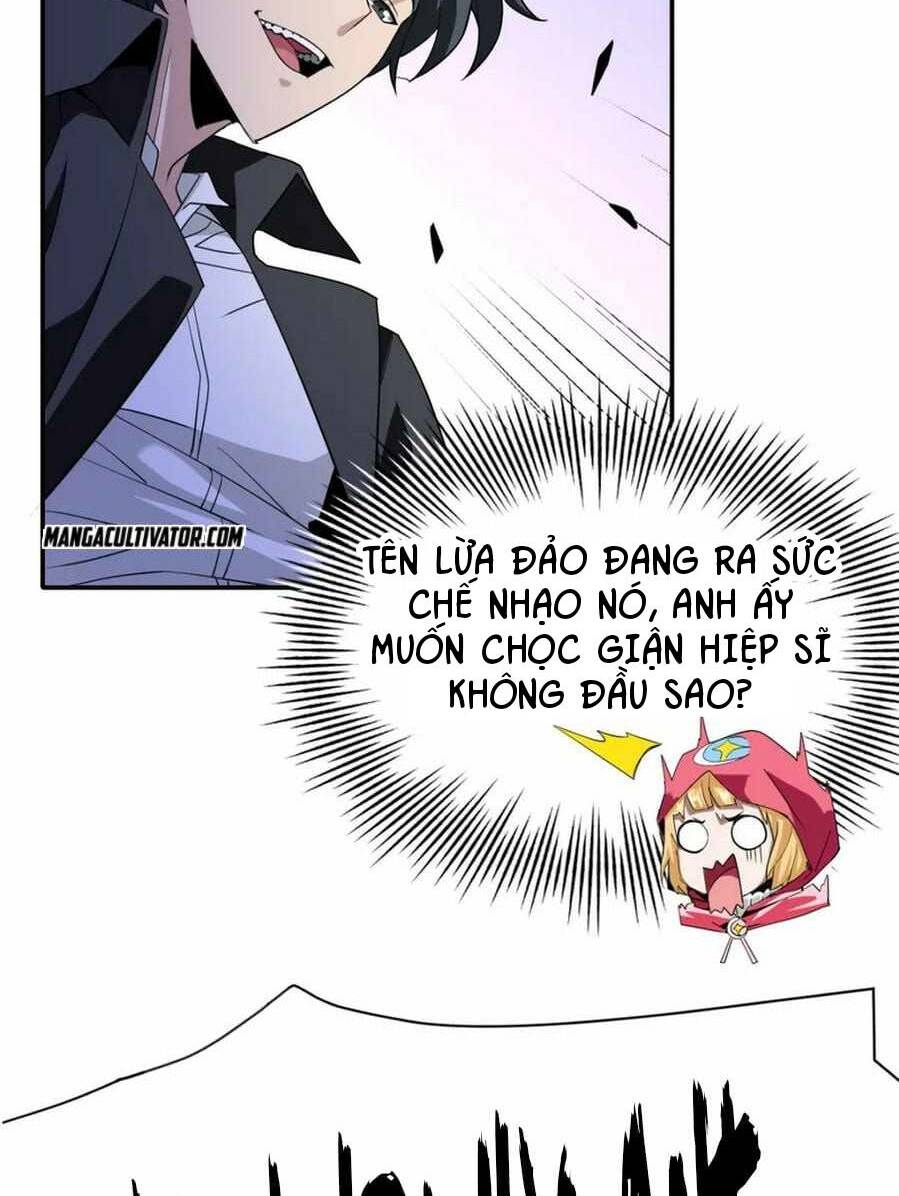 MANGACULTIVATOR.COM
TÊN LỪA ĐẢO ĐANG RA SỨC
CHẾ NHẠO NÓ, ANH ẤY
MUỐN CHỌC GIẬN HIỆP SĨ
KHÔNG ĐẦU SAO?